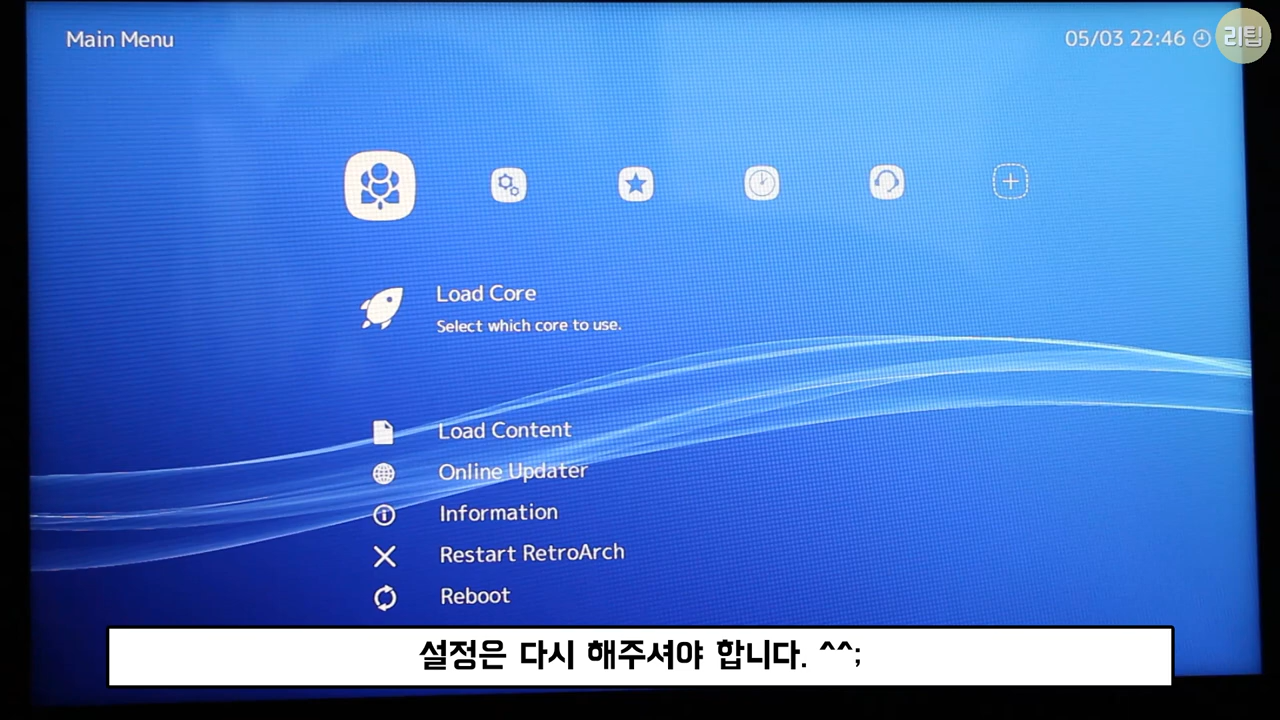 Main Menu
05/03 22:46
리팁
Load Core
Select which core to use.
Load Content
Online Updater
Information
Restart RetroArch
Reboot
설정은 다시 해주셔야 합니다. ^^;